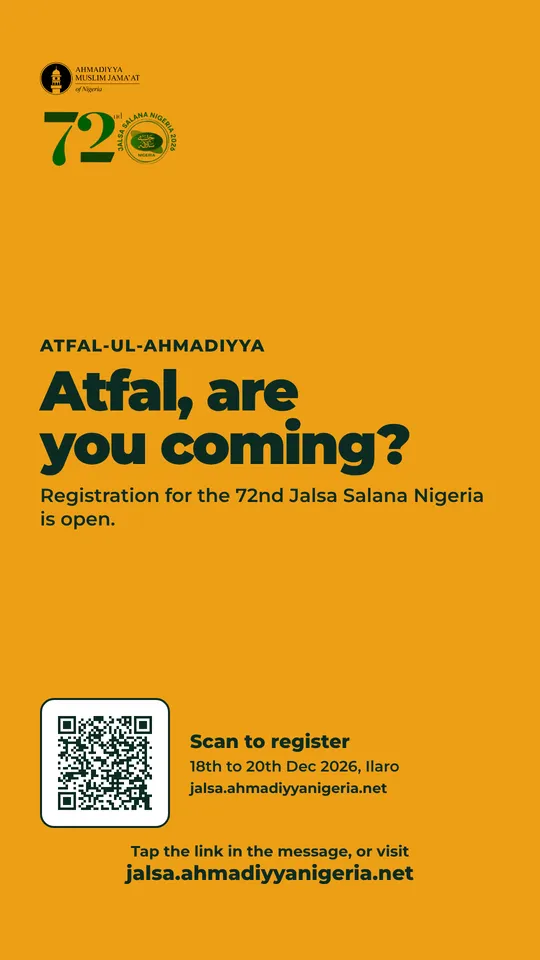 AHMADIYYA
MUSLIM JAMA'AT
of Nigeria
72nd
JALSA SALANA NIGERIA 2026
NIGERIA
ATFAL-UL-AHMADIYYA
Atfal, are
you coming?
Registration for the 72nd Jalsa Salana Nigeria
is open.
Scan to register
18th to 20th Dec 2026, Ilaro
jalsa.ahmadiyyanigeria.net
Tap the link in the message, or visit
jalsa.ahmadiyyanigeria.net